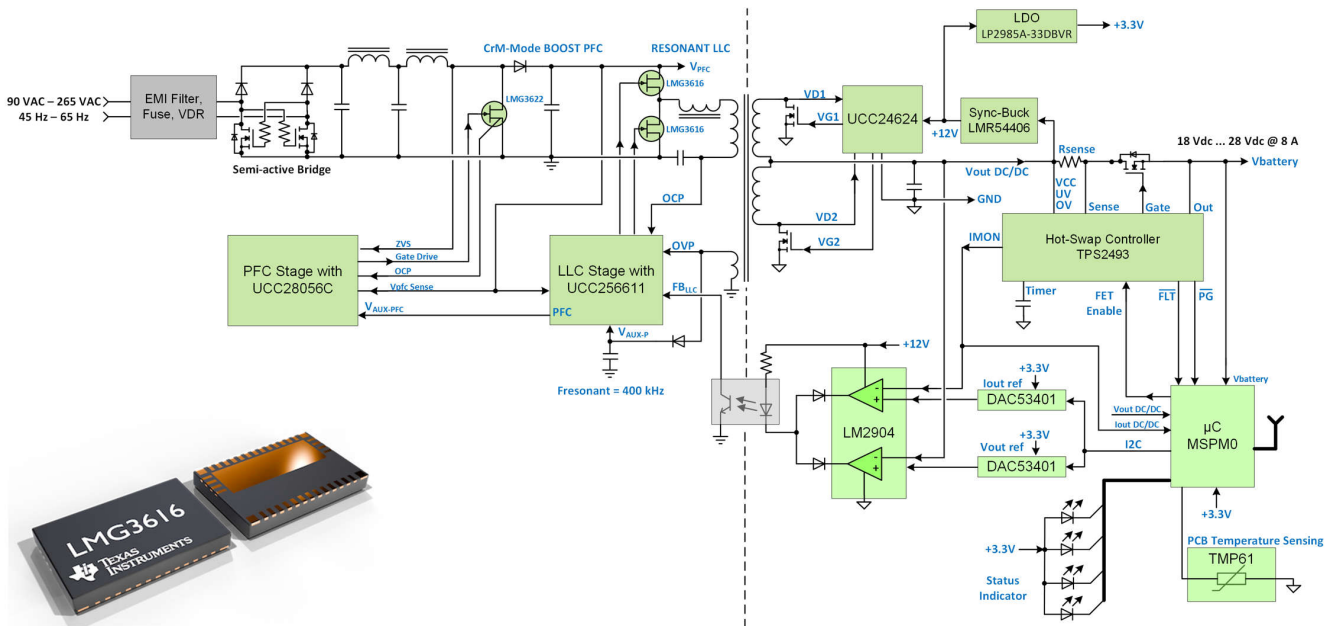 LDO
LP2985A-33DBVR
+3.3V
CrM-Mode BOOST PFC
RESONANT LLC
VPFC
LMG3616
LMG3622
LMG3616
90 VAC – 265 VAC
45 Hz – 65 Hz
EMI Filter,
Fuse, VDR
Semi-active Bridge
VD1
VG1
UCC24624
+12V
Sync-Buck
LMR54406
18 Vdc ... 28 Vdc @ 8 A
Rsense
Vbattery
Vout DC/DC
VCC
UV
OV
Sense
Gate
Out
GND
OCP
VD2
VG2
IMON
Hot-Swap Controller
TPS2493
OVP
FBLLC
PFC Stage with
UCC28056C
ZVS
Gate Drive
OCP
Vpfc Sense
VAUX-PFC
PFC
LLC Stage with
UCC256611
VAUX-P
Fresonant = 400 kHz
Timer
FET
Enable
FLT
PG
+12V
+3.3V
Iout ref
DAC53401
Vbattery
Vout DC/DC
Iout DC/DC
I2C
µC
MSPM0
-
+
LM2904
-
+
+3.3V
Vout ref
DAC53401
+3.3V
+3.3V
Status
Indicator
PCB Temperature Sensing
TMP61
LMG3616
TEXAS
INSTRUMENTS